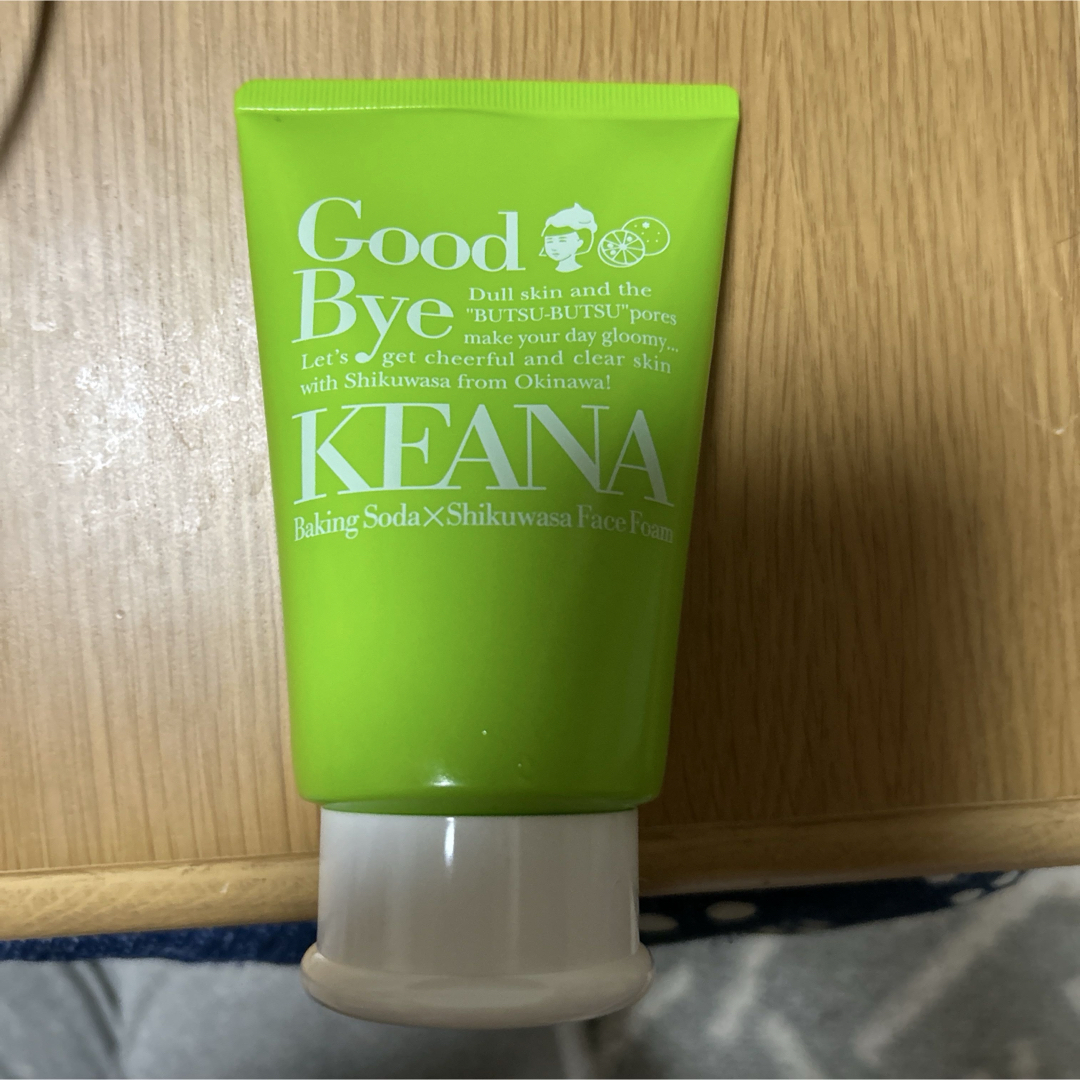 Good
Bye
Dull skin and the
"BUTSU-BUTSU"pores
make your day gloomy...
Let's get cheerful and clear skin
with Shikuwasa from Okinawa!
KEANA
Baking Soda×Shikuwasa Face Foam